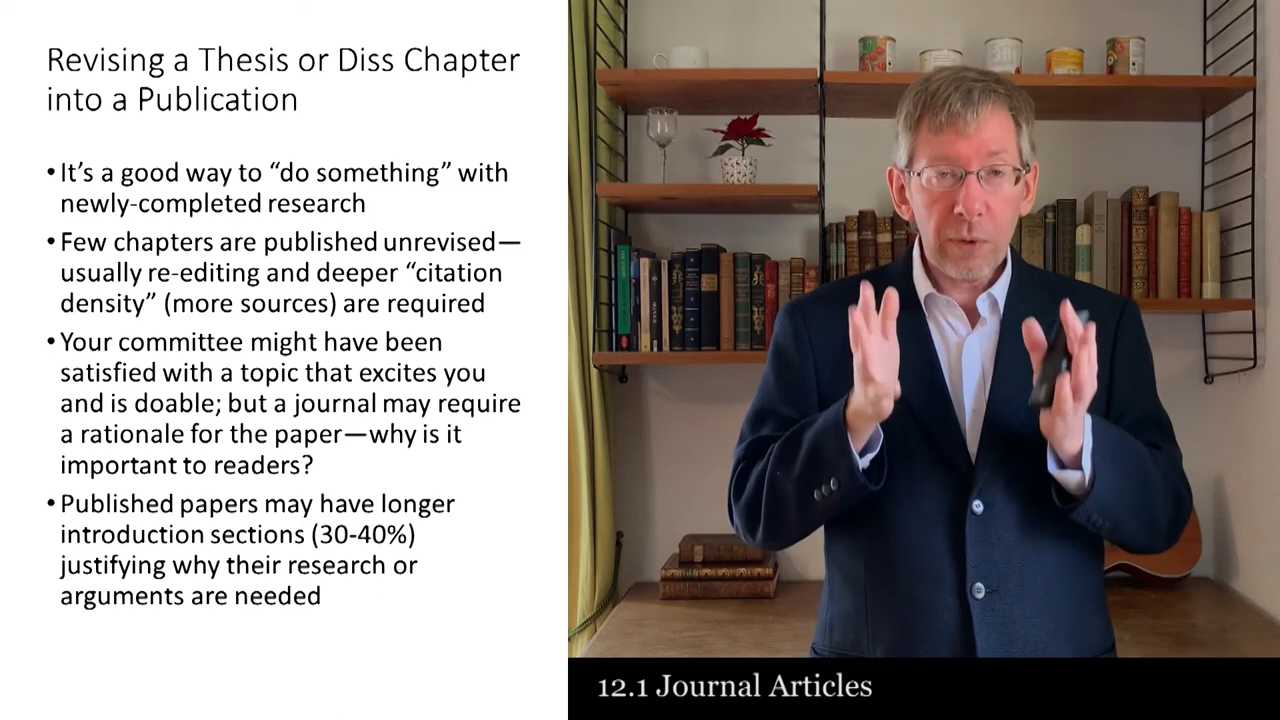 Revising a Thesis or Diss Chapter
into a Publication
•It's a good way to “do something” with
newly-completed research
•Few chapters are published unrevised—
usually re-editing and deeper “citation
density” (more sources) are required
•Your committee might have been
satisfied with a topic that excites you
and is doable; but a journal may require
a rationale for the paper—why is it
important to readers?
•Published papers may have longer
introduction sections (30-40%)
justifying why their research or
arguments are needed
12.1 Journal Articles